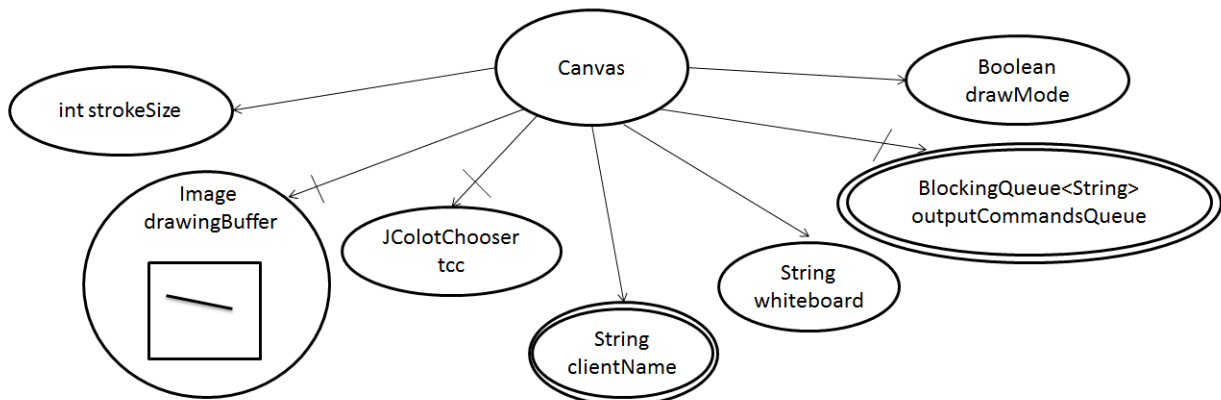 Canvas
Boolean
drawMode
int strokeSize
Image
drawingBuffer
JColotChooser
tcc
BlockingQueue<String>
outputCommandsQueue
String
whiteboard
String
clientName